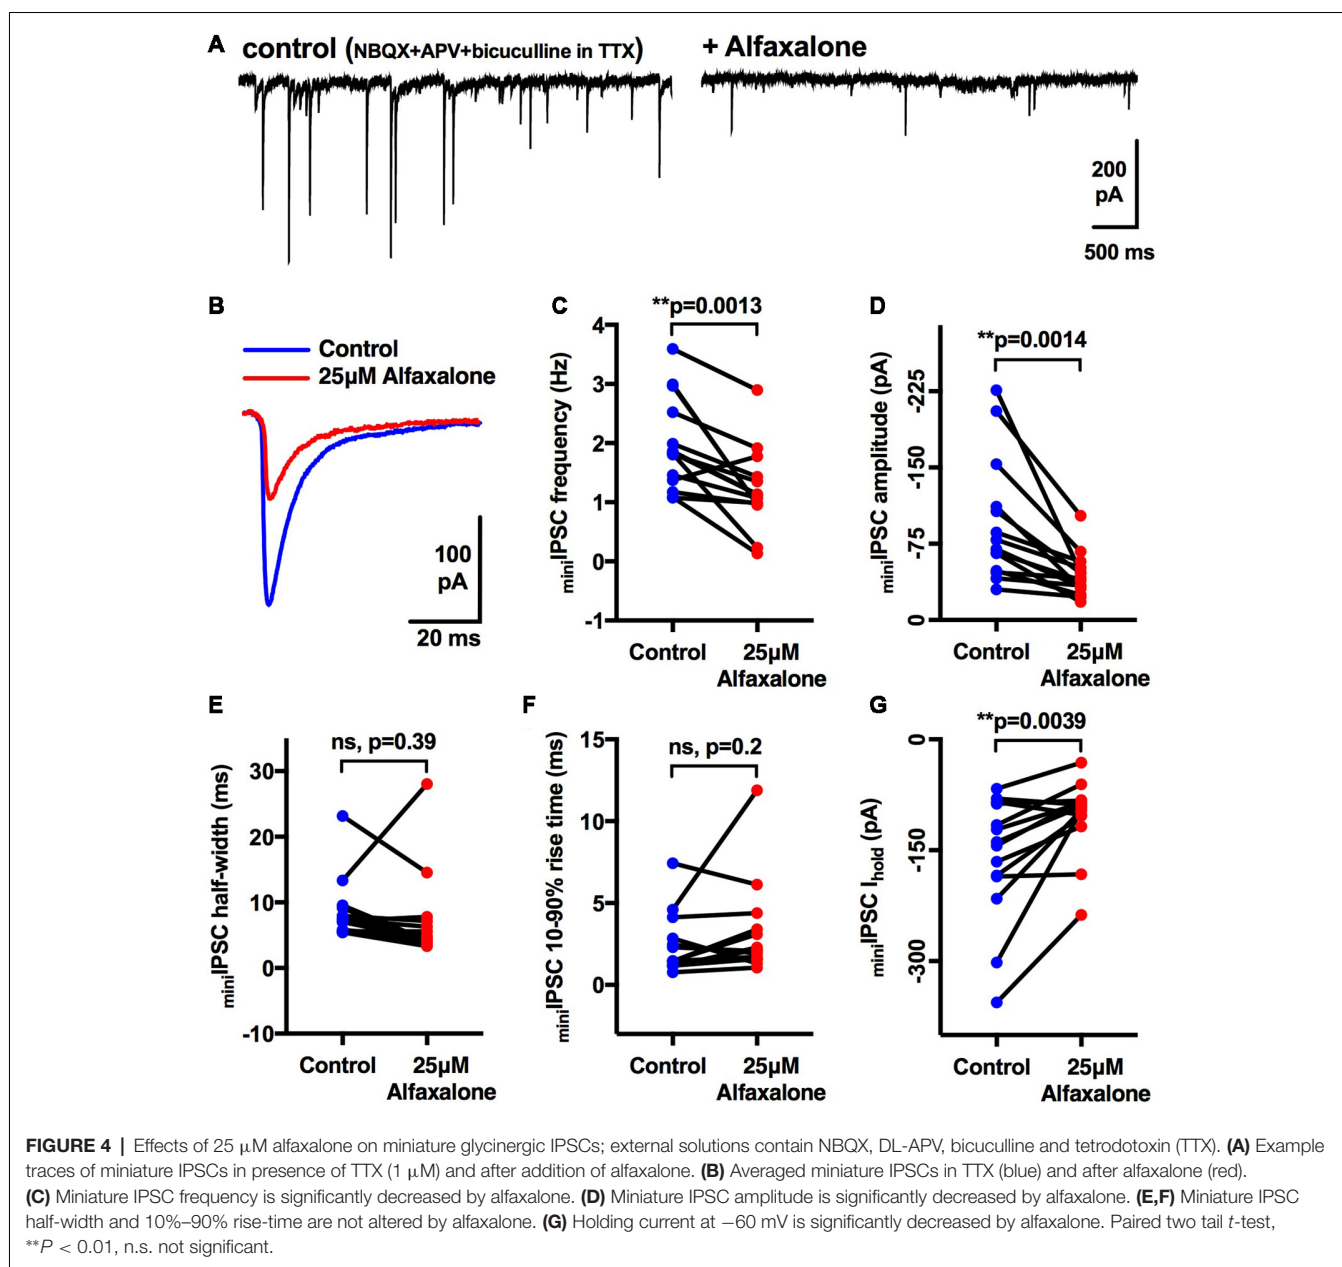 A control (NBQX+APV+bicuculline in TTX) + Alfaxalone
200
pA
500 ms
B
Control
25µM Alfaxalone
100
pA
20 ms
C
**p=0.0013
miniIPSC frequency (Hz)
4
3
2
1
0
-1
Control 25µM
Alfaxalone
D
**p=0.0014
miniIPSC amplitude (pA)
-225
-150
-75
0
Control 25µM
Alfaxalone
E
ns, p=0.39
miniIPSC half-width (ms)
30
20
10
0
-10
Control 25µM
Alfaxalone
F
ns, p=0.2
miniIPSC 10-90% rise time (ms)
15
10
5
0
Control 25µM
Alfaxalone
G
**p=0.0039
miniIPSC Ihold (pA)
0
-150
-300
Control 25µM
Alfaxalone
FIGURE 4 | Effects of 25 µM alfaxalone on miniature glycinergic IPSCs; external solutions contain NBQX, DL-APV, bicuculline and tetrodotoxin (TTX). (A) Example
traces of miniature IPSCs in presence of TTX (1 µM) and after addition of alfaxalone. (B) Averaged miniature IPSCs in TTX (blue) and after alfaxalone (red).
(C) Miniature IPSC frequency is significantly decreased by alfaxalone. (D) Miniature IPSC amplitude is significantly decreased by alfaxalone. (E,F) Miniature IPSC
half-width and 10%–90% rise-time are not altered by alfaxalone. (G) Holding current at −60 mV is significantly decreased by alfaxalone. Paired two tail t-test,
**P < 0.01, n.s. not significant.